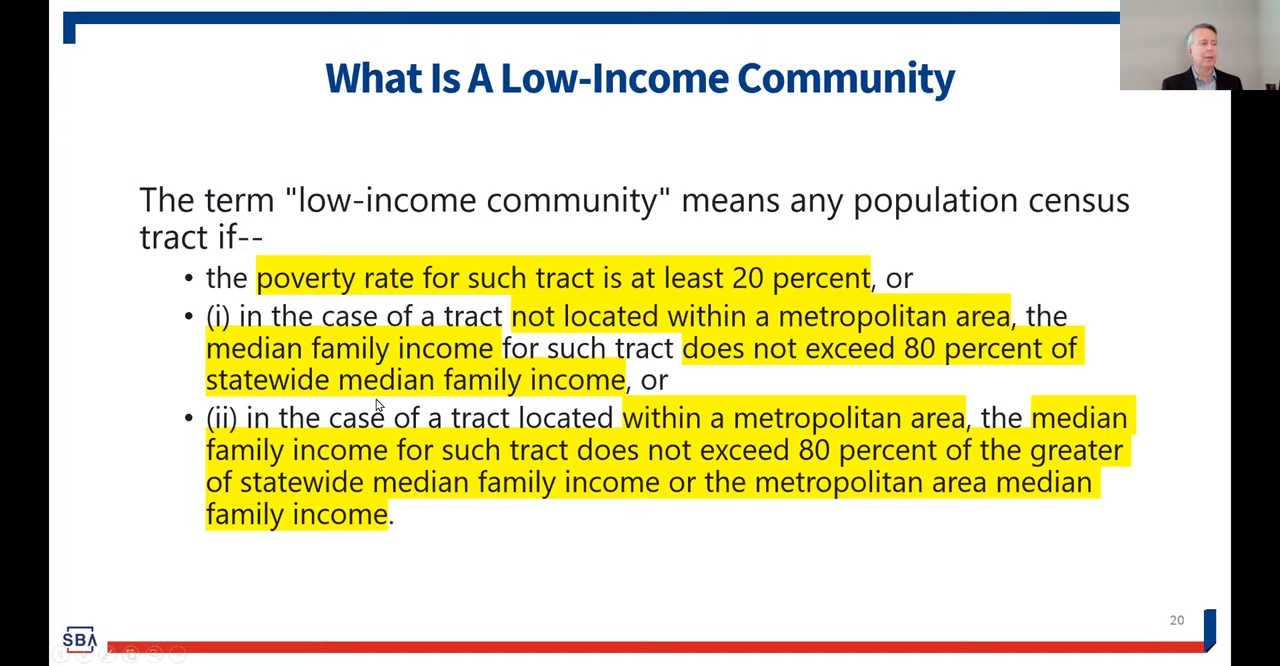 What Is A Low-Income Community
The term "low-income community" means any population census
tract if--
• the poverty rate for such tract is at least 20 percent, or
• (i) in the case of a tract not located within a metropolitan area, the
median family income for such tract does not exceed 80 percent of
statewide median family income, or
• (ii) in the case of a tract located within a metropolitan area, the median
family income for such tract does not exceed 80 percent of the greater
of statewide median family income or the metropolitan area median
family income.
20
SBA